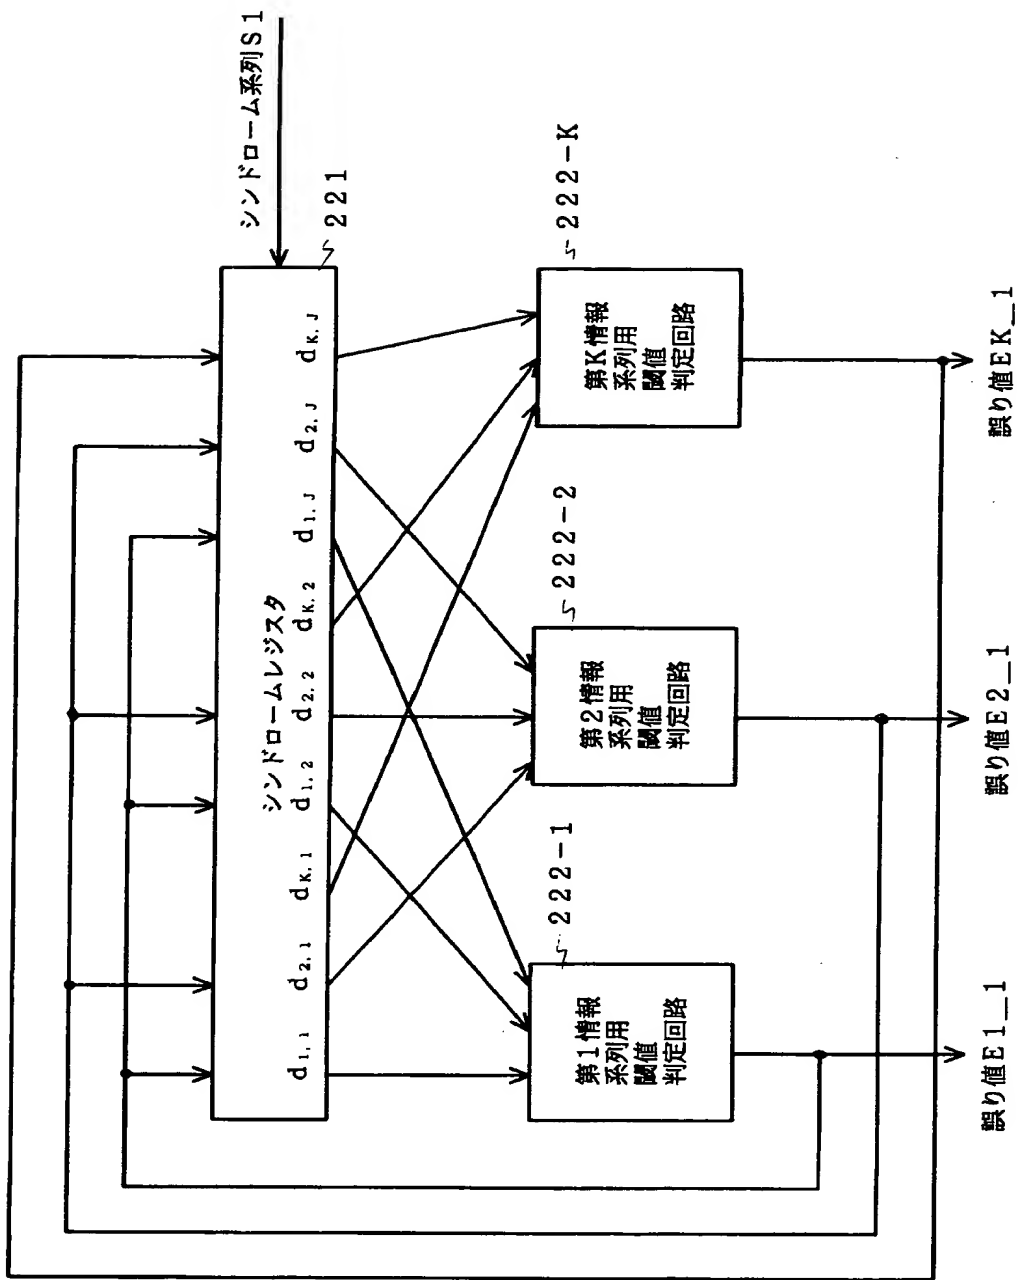 シンドローム系列S1
221
シンドロームレジスタ
d1,1
d2,1
dK,1
d1,2
d2,2
dK,2
d1,J
d2,J
dK,J
222-1
第1情報
系列用
閾値
判定回路
222-2
第2情報
系列用
閾値
判定回路
222-K
第K情報
系列用
閾値
判定回路
誤り値E1_1
誤り値E2_1
誤り値EK_1